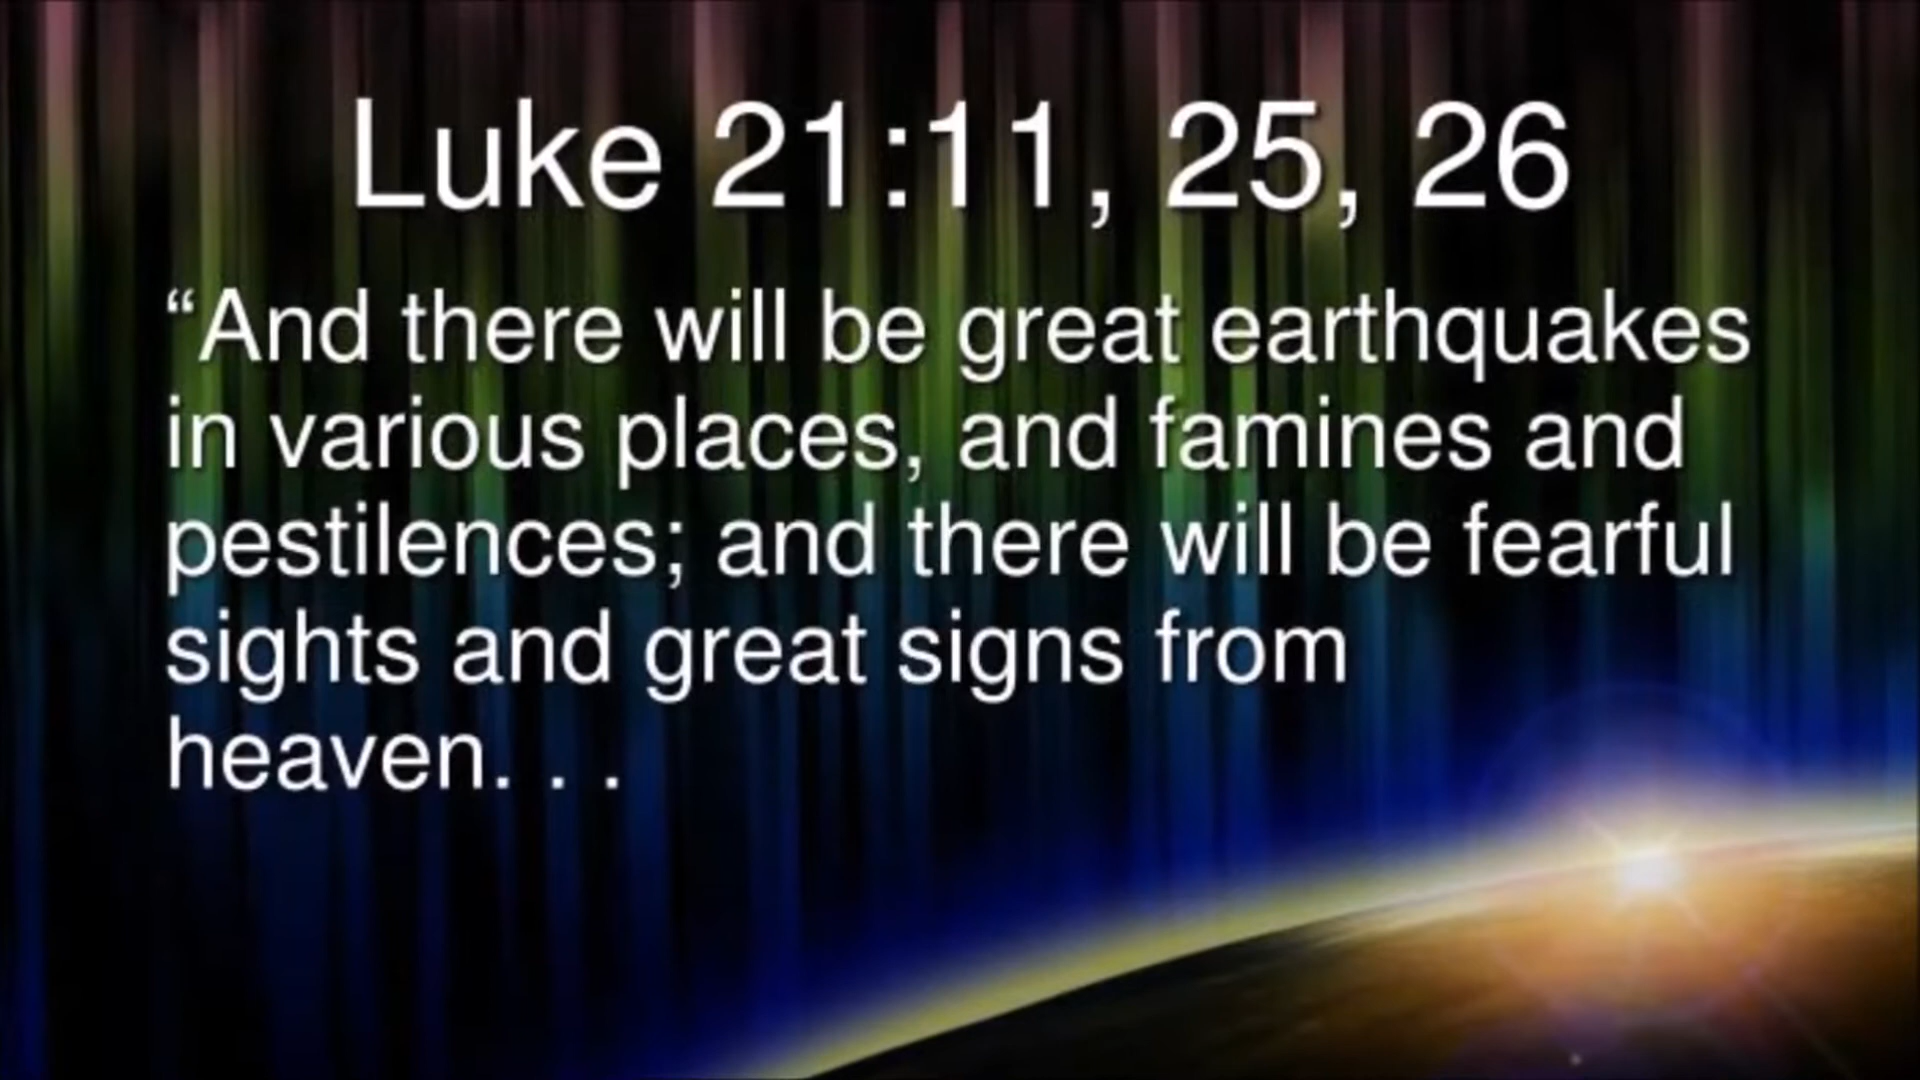 Luke 21:11, 25, 26
“And there will be great earthquakes
in various places, and famines and
pestilences; and there will be fearful
sights and great signs from
heaven. . .